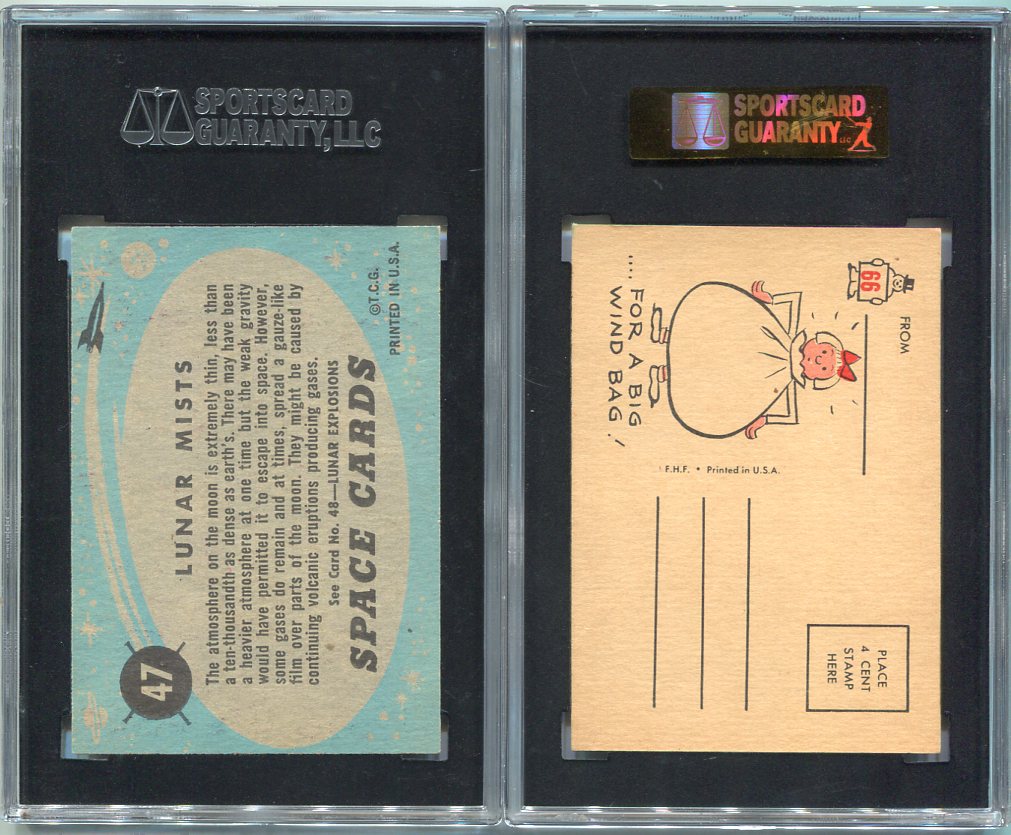 SPORTSCARD
GUARANTY, LLC
47
LUNAR MISTS
The atmosphere on the moon is extremely thin, less than
a ten-thousandth as dense as earth's. There may have been
a heavier atmosphere at one time but the weak gravity
would have permitted it to escape into space. However,
some gases do remain and at times, spread a gauze-like
film over parts of the moon. They might be caused by
continuing volcanic eruptions producing gases.
See Card No. 48—LUNAR EXPLOSIONS
SPACE CARDS
©T.C.G.
PRINTED IN U.S.A.
SPORTSCARD
GUARANTY LLC
66
FROM
.... FOR A BIG
WIND BAG!
F.H.F. • Printed in U.S.A.
PLACE
4 CENT
STAMP
HERE